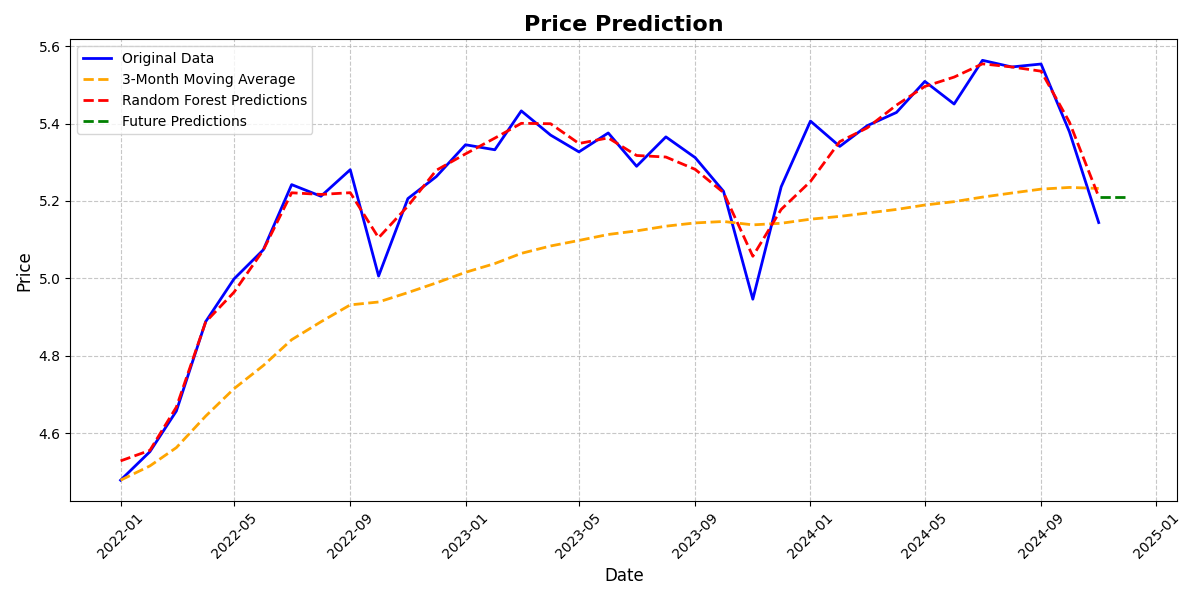 Price Prediction
Original Data
3-Month Moving Average
Random Forest Predictions
Future Predictions
Price
5.6
5.4
5.2
5.0
4.8
4.6
2022-01
2022-05
2022-09
2023-01
2023-05
2023-09
2024-01
2024-05
2024-09
2025-01
Date